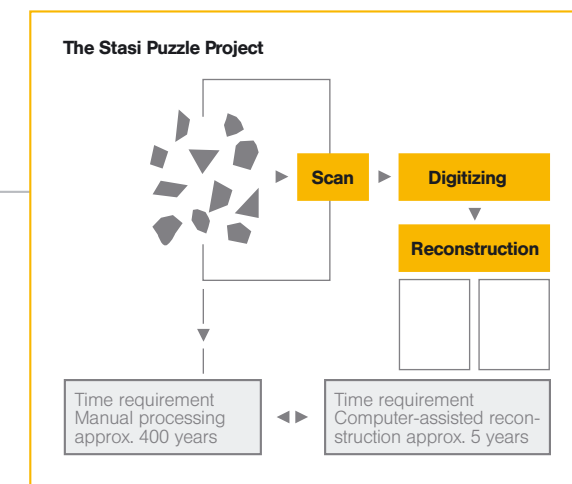 The Stasi Puzzle Project
Scan
Digitizing
Reconstruction
Time requirement
Manual processing
approx. 400 years
Time requirement
Computer-assisted recon-
struction approx. 5 years